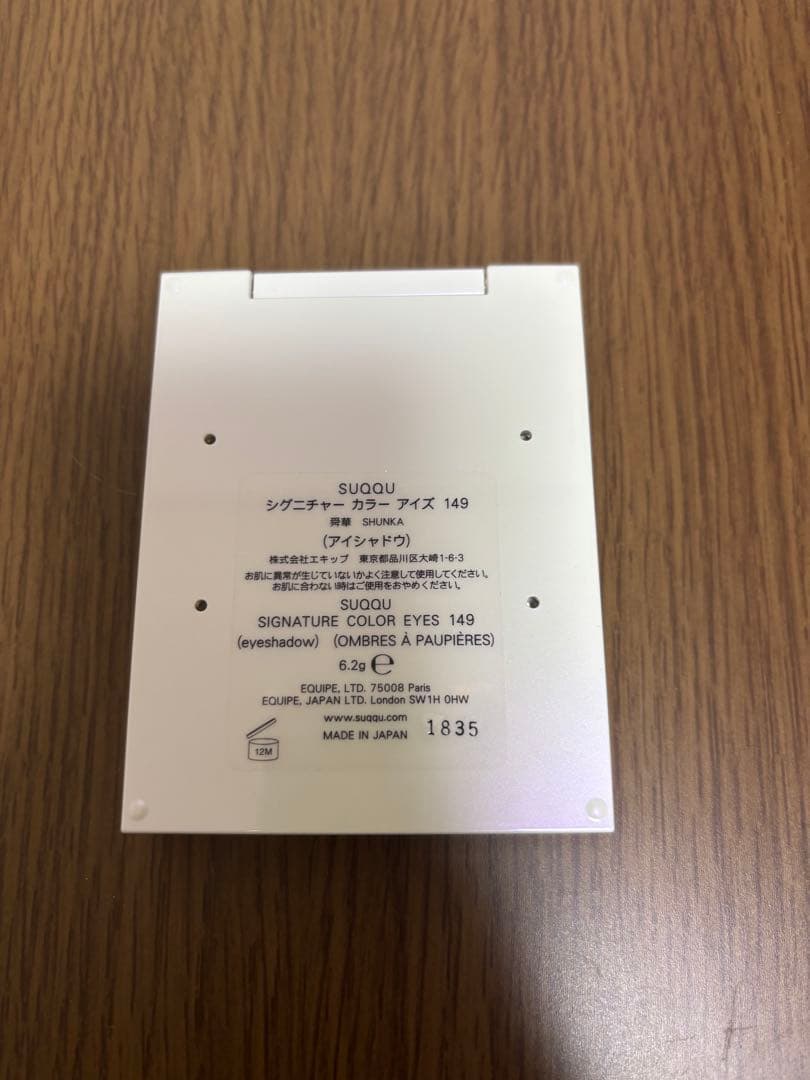 SUQQU
シグニチャー カラー アイズ 149
舜華 SHUNKA
(アイシャドウ)
株式会社エキップ 東京都品川区大崎1-6-3
お肌に異常が生じていないかよく注意して使用してください。
お肌に合わない時はご使用をおやめください。
SUQQU
SIGNATURE COLOR EYES 149
(eyeshadow) (OMBRES À PAUPIÈRES)
6.2g ℮
EQUIPE, LTD. 75008 Paris
EQUIPE, JAPAN LTD. London SW1H 0HW
www.suqqu.com
MADE IN JAPAN 1835
12M